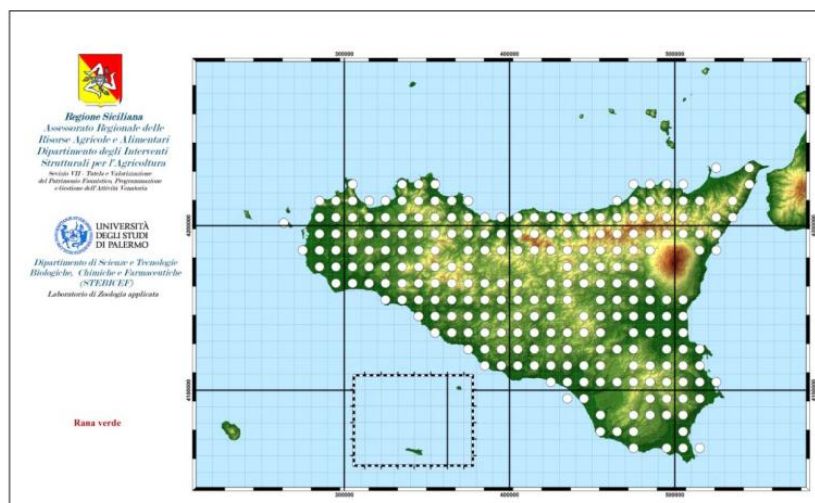 Regione Siciliana
Assessorato Regionale delle
Risorse Agricole e Alimentari
Dipartimento degli Interventi
Strutturali per l'Agricoltura
Servizio VII - Tutela e Valorizzazione
del Patrimonio Faunistico, Programmazione
e Gestione dell'Attività Venatoria
UNIVERSITÀ
DEGLI STUDI
DI PALERMO
Dipartimento di Scienze e Tecnologie
Biologiche, Chimiche e Farmaceutiche
(STEBICEF)
Laboratorio di Zoologia applicata
Rana verde
300000 400000 500000
4200000 4200000
4100000 4100000
300000 400000 500000